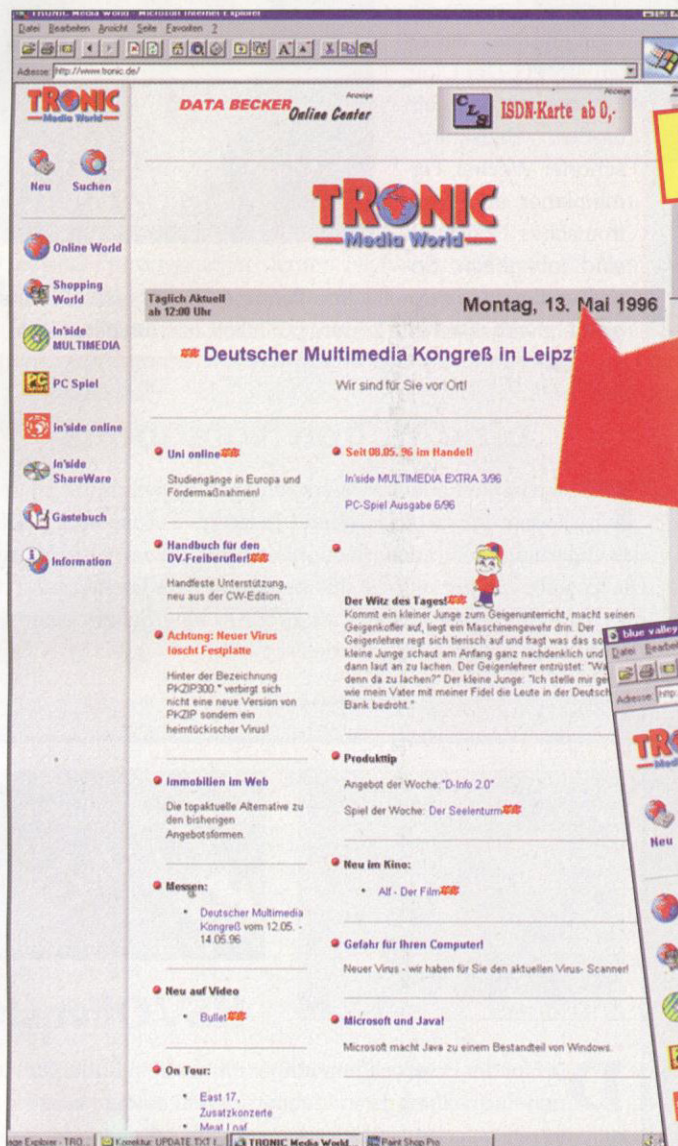 TRONIC Media World - Microsoft Internet Explorer
Datei Bearbeiten Ansicht Seite Favoriten ?
Adresse http://www.tronic.de/
TRONIC
Media World
Neu Suchen
Online World
Shopping
World
In'side
MULTIMEDIA
PC Spiel
In'side online
In'side
ShareWare
Gästebuch
Information
Anzeige
DATA BECKER
Online Center
Anzeige
CLS
ISDN-Karte ab 0,-
TRONIC
Media World
Täglich Aktuell
ab 12:00 Uhr
Montag, 13. Mai 1996
Deutscher Multimedia Kongreß in Leipz
Wir sind für Sie vor Ort!
Uni online
Studiengänge in Europa und
Fördermaßnahmen!
Handbuch für den
DV-Freiberufler!
Handfeste Unterstützung,
neu aus der CW-Edition.
Achtung: Neuer Virus
löscht Festplatte
Hinter der Bezeichnung
PKZIP300." verbirgt sich
nicht eine neue Version von
PKZIP sondern ein
heimtückischer Virus!
Immobilien im Web
Die topaktuelle Alternative zu
den bisherigen
Angebotsformen.
Messen:
Deutscher Multimedia
Kongreß vom 12.05. -
14.05.96
Neu auf Video
Bullet
On Tour:
East 17,
Zusatzkonzerte
Meat Loaf
Seit 08.05. 96 im Handel!
In'side MULTIMEDIA EXTRA 3/96
PC-Spiel Ausgabe 6/96
Der Witz des Tages!
Kommt ein kleiner Junge zum Geigenunterricht, macht seinen
Geigenkoffer auf, liegt ein Maschinengewehr drin. Der
Geigenlehrer regt sich tierisch auf und fragt was das so
kleine Junge schaut am Anfang ganz nachdenklich und
dann laut an zu lachen. Der Geigenlehrer entrüstet: "Wa
denn da zu lachen?" Der kleine Junge: "Ich stelle mir ge
wie mein Vater mit meiner Fidel die Leute in der Deutsch
Bank bedroht."
Produkttip
Angebot der Woche:"D-Info 2.0"
Spiel der Woche: Der Seelenturm
Neu im Kino:
Alf - Der Film
Gefahr für Ihren Computer!
Neuer Virus - wir haben für Sie den aktuellen Virus- Scanner!
Microsoft und Java!
Microsoft macht Java zu einem Bestandteil von Windows.
Explorer - TRO...
Korrektur: UPDATE.TXT (...
TRONIC Media World...
Paint Shop Pro
blue valley
Datei Bearbei
Adresse http:
TRO
Medi
Neu